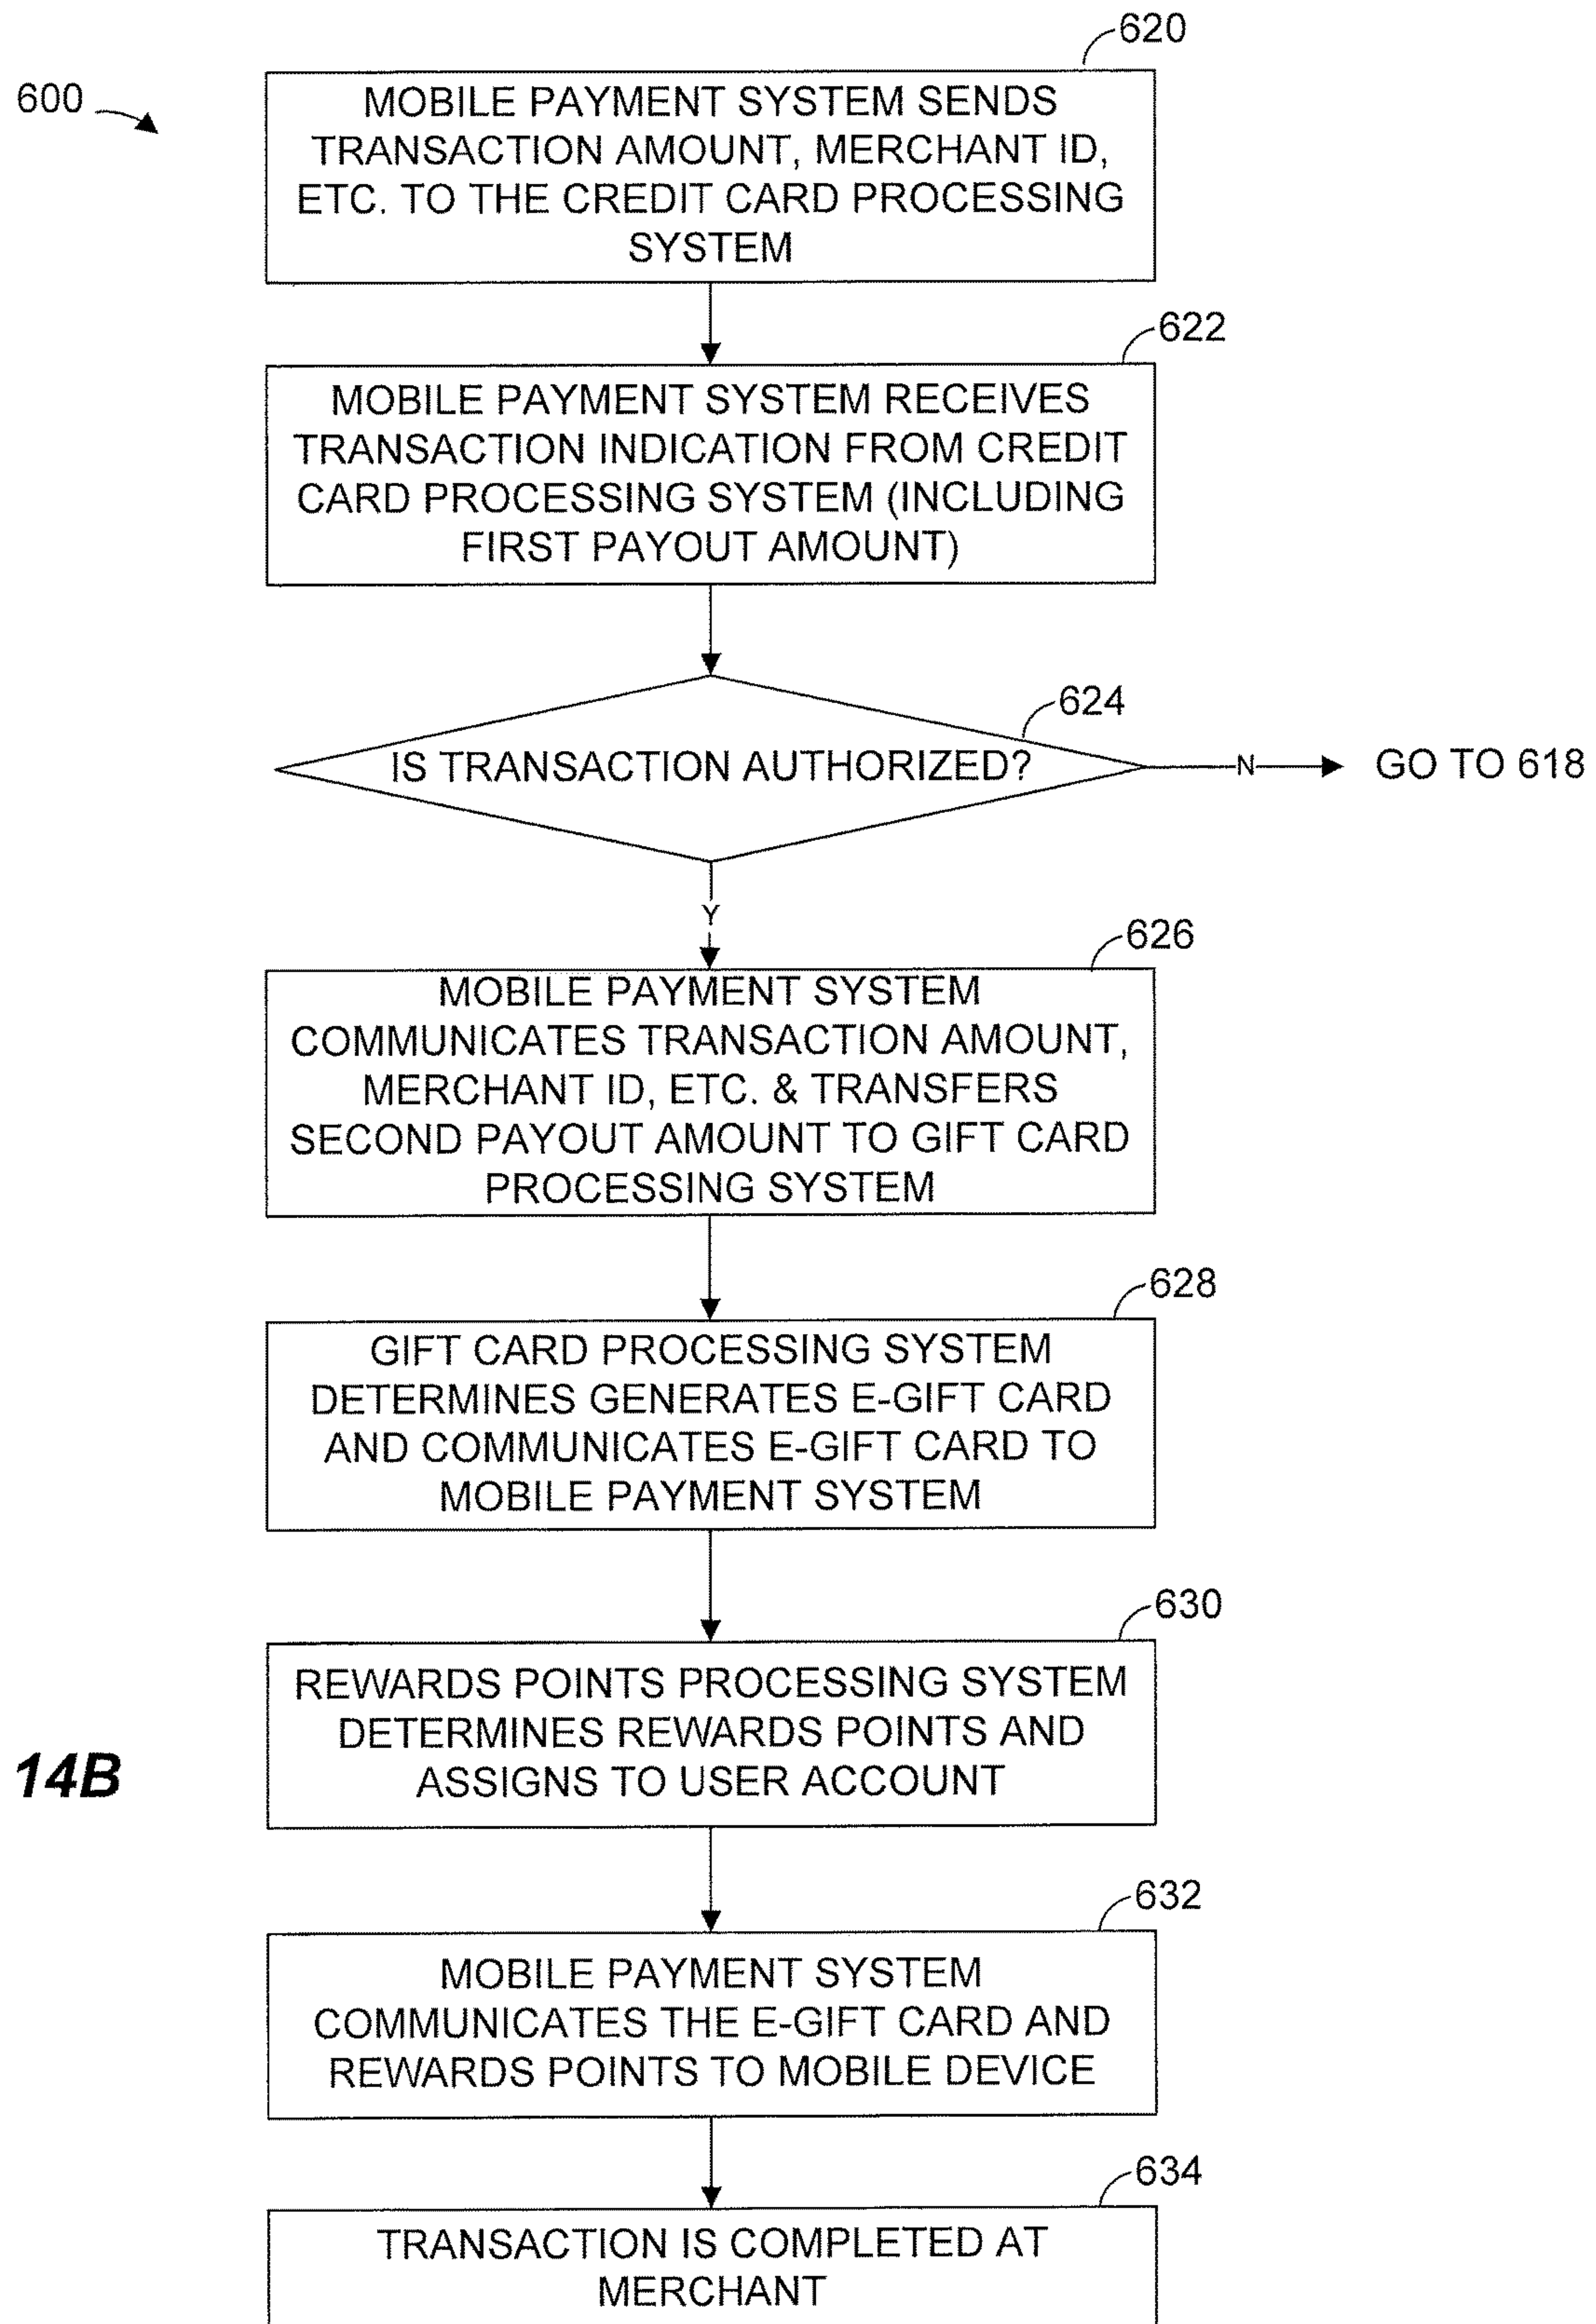 600
620
MOBILE PAYMENT SYSTEM SENDS
TRANSACTION AMOUNT, MERCHANT ID,
ETC. TO THE CREDIT CARD PROCESSING
SYSTEM
622
MOBILE PAYMENT SYSTEM RECEIVES
TRANSACTION INDICATION FROM CREDIT
CARD PROCESSING SYSTEM (INCLUDING
FIRST PAYOUT AMOUNT)
624
IS TRANSACTION AUTHORIZED?
N
GO TO 618
Y
626
MOBILE PAYMENT SYSTEM
COMMUNICATES TRANSACTION AMOUNT,
MERCHANT ID, ETC. & TRANSFERS
SECOND PAYOUT AMOUNT TO GIFT CARD
PROCESSING SYSTEM
628
GIFT CARD PROCESSING SYSTEM
DETERMINES GENERATES E-GIFT CARD
AND COMMUNICATES E-GIFT CARD TO
MOBILE PAYMENT SYSTEM
630
REWARDS POINTS PROCESSING SYSTEM
DETERMINES REWARDS POINTS AND
ASSIGNS TO USER ACCOUNT
14B
632
MOBILE PAYMENT SYSTEM
COMMUNICATES THE E-GIFT CARD AND
REWARDS POINTS TO MOBILE DEVICE
634
TRANSACTION IS COMPLETED AT
MERCHANT